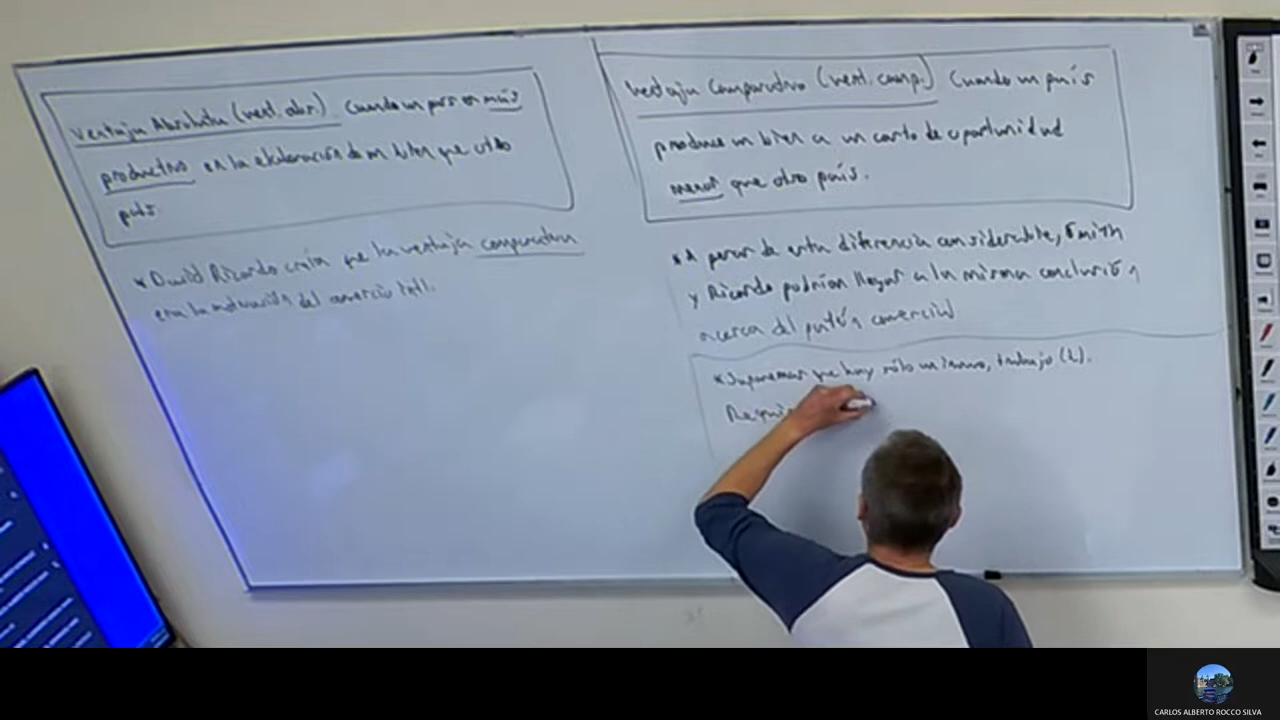 Ventaja Absoluta (vent. abs.) Cuando un país es más
productivo en la elaboración de un bien que otro
país.
* David Ricardo creía que la ventaja comparativa
era la motivación del comercio intl.
Ventaja Comparativa (vent. comp.) Cuando un país
produce un bien a un costo de oportunidad
menor que otro país.
* A pesar de esta diferencia considerable, Smith
y Ricardo podrían llegar a la misma conclusión
acerca del patrón comercial
* Suponemos que hay sólo un insumo, trabajo (L).
Requi
CARLOS ALBERTO ROCCO SILVA